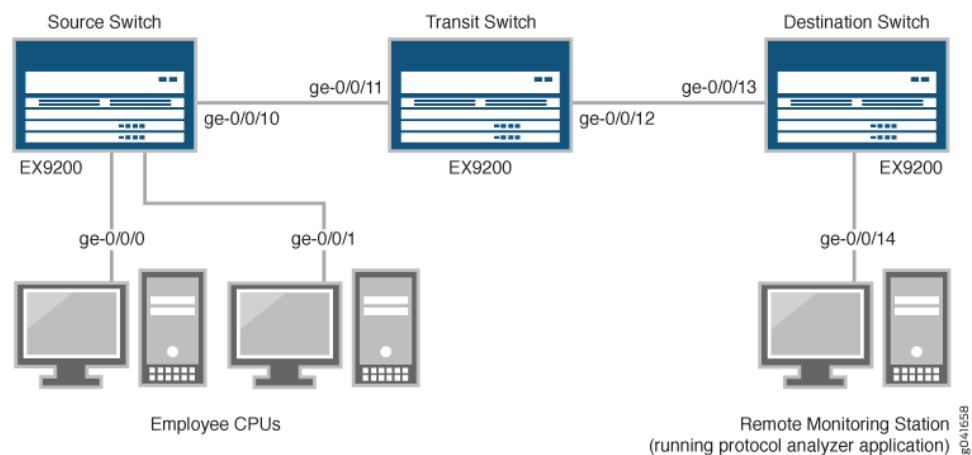 Source Switch
Transit Switch
Destination Switch
ge-0/0/11
ge-0/0/13
ge-0/0/10
ge-0/0/12
EX9200
EX9200
EX9200
ge-0/0/0
ge-0/0/1
ge-0/0/14
Employee CPUs
Remote Monitoring Station
(running protocol analyzer application)
g041658